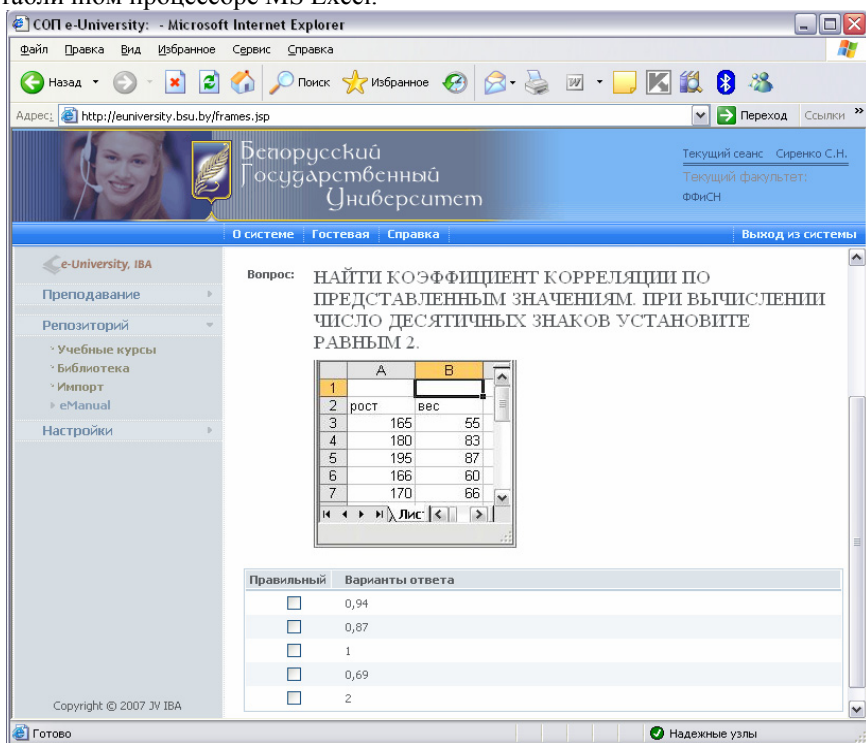 табличном процессоре MS Excel.
СОП e-University: - Microsoft Internet Explorer
Файл Правка Вид Избранное Сервис Справка
Назад Поиск Избранное
Адрес: http://euniversity.bsu.by/frames.jsp Переход Ссылки »
Белорусский
Государственный
Университет
Текущий сеанс Сиренко С.Н.
Текущий факультет:
ФФиСН
О системе Гостевая Справка Выход из системы
e-University, IBA
Преподавание
Репозиторий
Учебные курсы
Библиотека
Импорт
eManual
Настройки
Вопрос: НАЙТИ КОЭФФИЦИЕНТ КОРРЕЛЯЦИИ ПО
ПРЕДСТАВЛЕННЫМ ЗНАЧЕНИЯМ. ПРИ ВЫЧИСЛЕНИИ
ЧИСЛО ДЕСЯТИЧНЫХ ЗНАКОВ УСТАНОВИТЕ
РАВНЫМ 2.
A B
1
2 рост вес
3 165 55
4 180 83
5 195 87
6 166 60
7 170 66
Лис
Правильный Варианты ответа
0,94
0,87
1
0,69
2
Copyright © 2007 JV IBA
Готово Надежные узлы